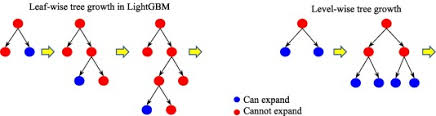 Leaf-wise tree growth in LightGBM
Level-wise tree growth
Can expand
Cannot expand